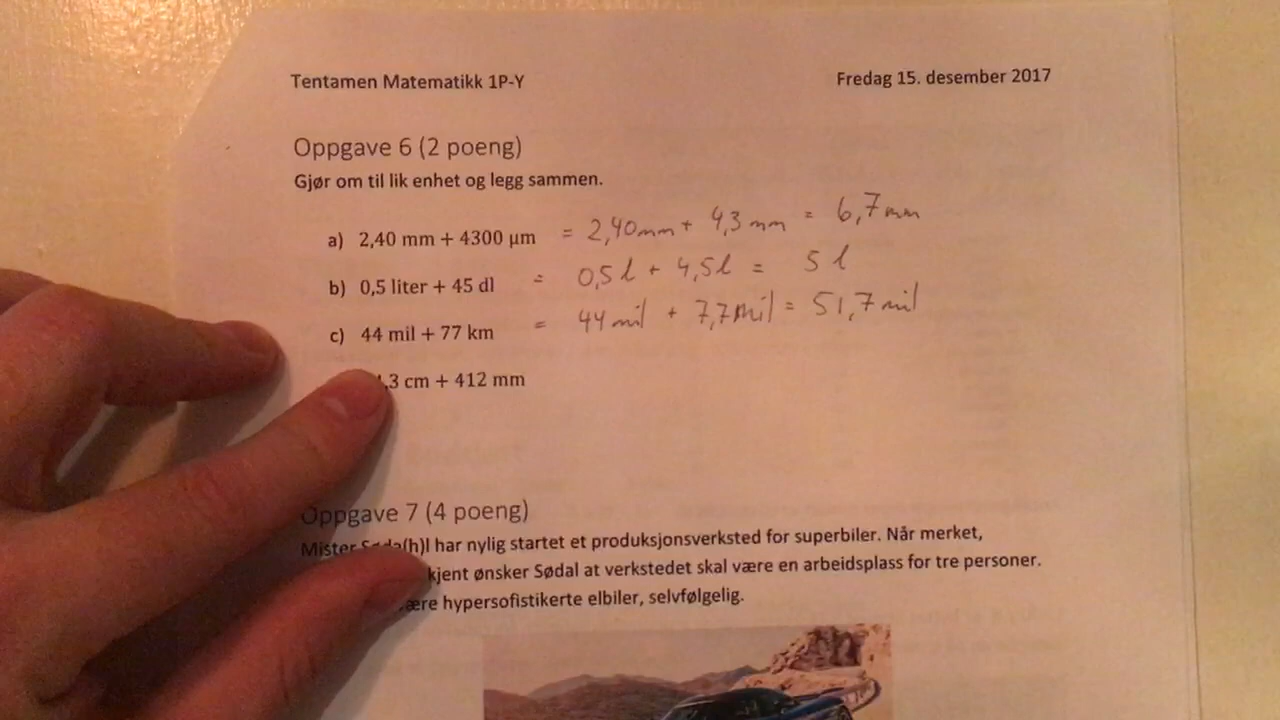 Tentamen Matematikk 1P-Y Fredag 15. desember 2017
Oppgave 6 (2 poeng)
Gjør om til lik enhet og legg sammen.
a) 2,40 mm + 4300 µm = 2,40mm + 4,3 mm = 6,7 mm
b) 0,5 liter + 45 dl = 0,5 l + 4,5 l = 5 l
c) 44 mil + 77 km = 44 mil + 7,7 mil = 51,7 mil
,3 cm + 412 mm
Oppgave 7 (4 poeng)
Mister har nylig startet et produksjonsverksted for superbiler. Når merket,
kjent ønsker Sødal at verkstedet skal være en arbeidsplass for tre personer.
hypersofistikerte elbiler, selvfølgelig.